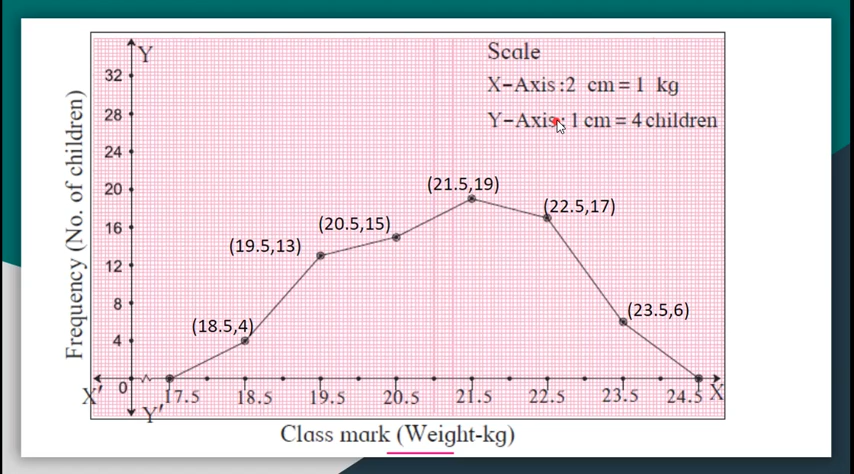 Y
Scale
X-Axis :2 cm = 1 kg
Y-Axis: 1 cm = 4 children
Frequency (No. of children)
32
28
24
20
16
12
8
4
0
(21.5,19)
(22.5,17)
(20.5,15)
(19.5,13)
(23.5,6)
(18.5,4)
X' 17.5 18.5 19.5 20.5 21.5 22.5 23.5 24.5 X
Y'
Class mark (Weight-kg)